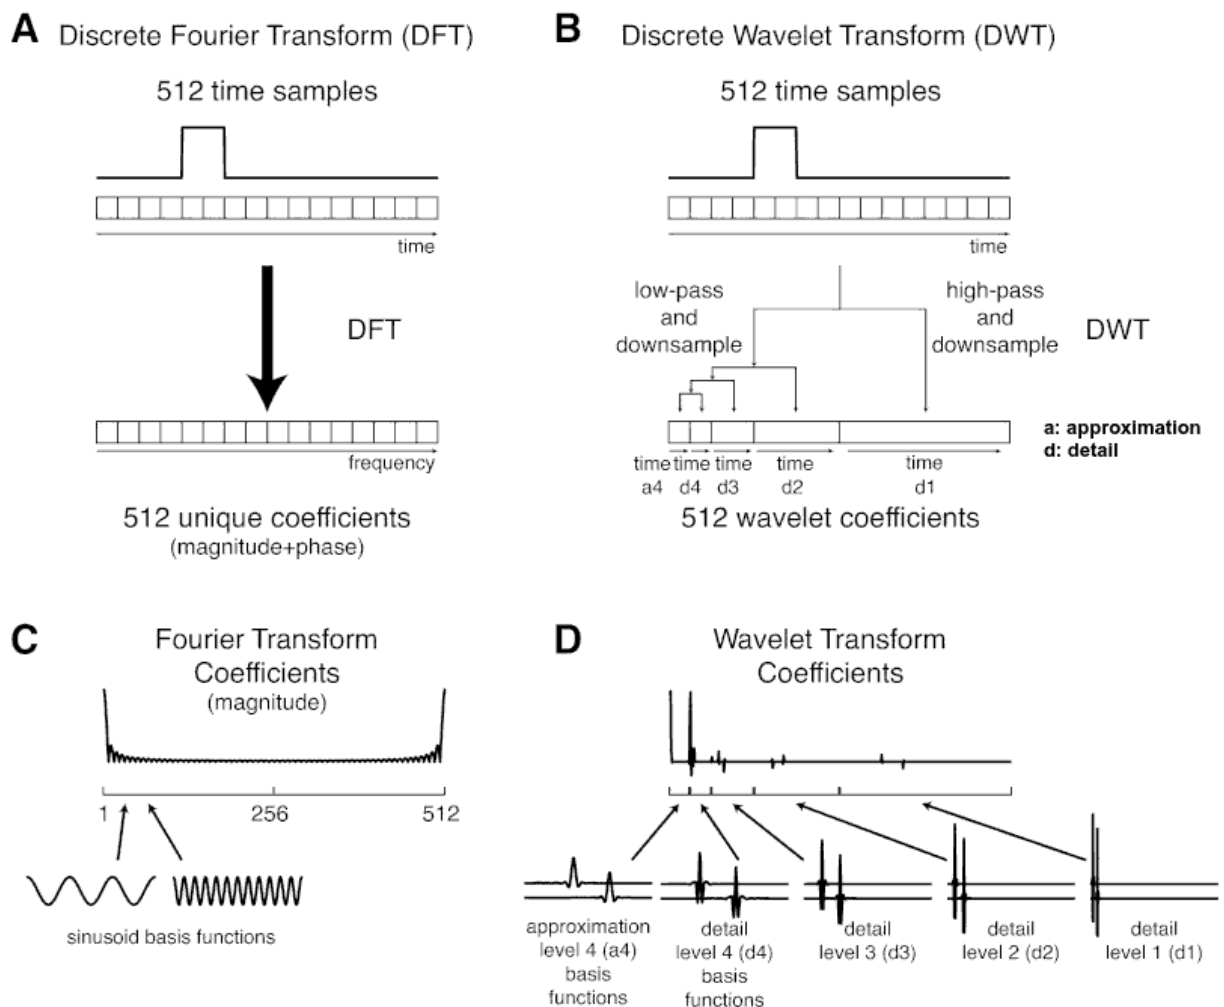 A Discrete Fourier Transform (DFT)
512 time samples
time
DFT
frequency
512 unique coefficients
(magnitude+phase)
B Discrete Wavelet Transform (DWT)
512 time samples
time
low-pass
and
downsample
high-pass
and
downsample
DWT
a: approximation
d: detail
time time time time time
a4 d4 d3 d2 d1
512 wavelet coefficients
C Fourier Transform
Coefficients
(magnitude)
1 256 512
sinusoid basis functions
D Wavelet Transform
Coefficients
approximation
level 4 (a4)
basis
functions
detail
level 4 (d4)
basis
functions
detail
level 3 (d3)
detail
level 2 (d2)
detail
level 1 (d1)